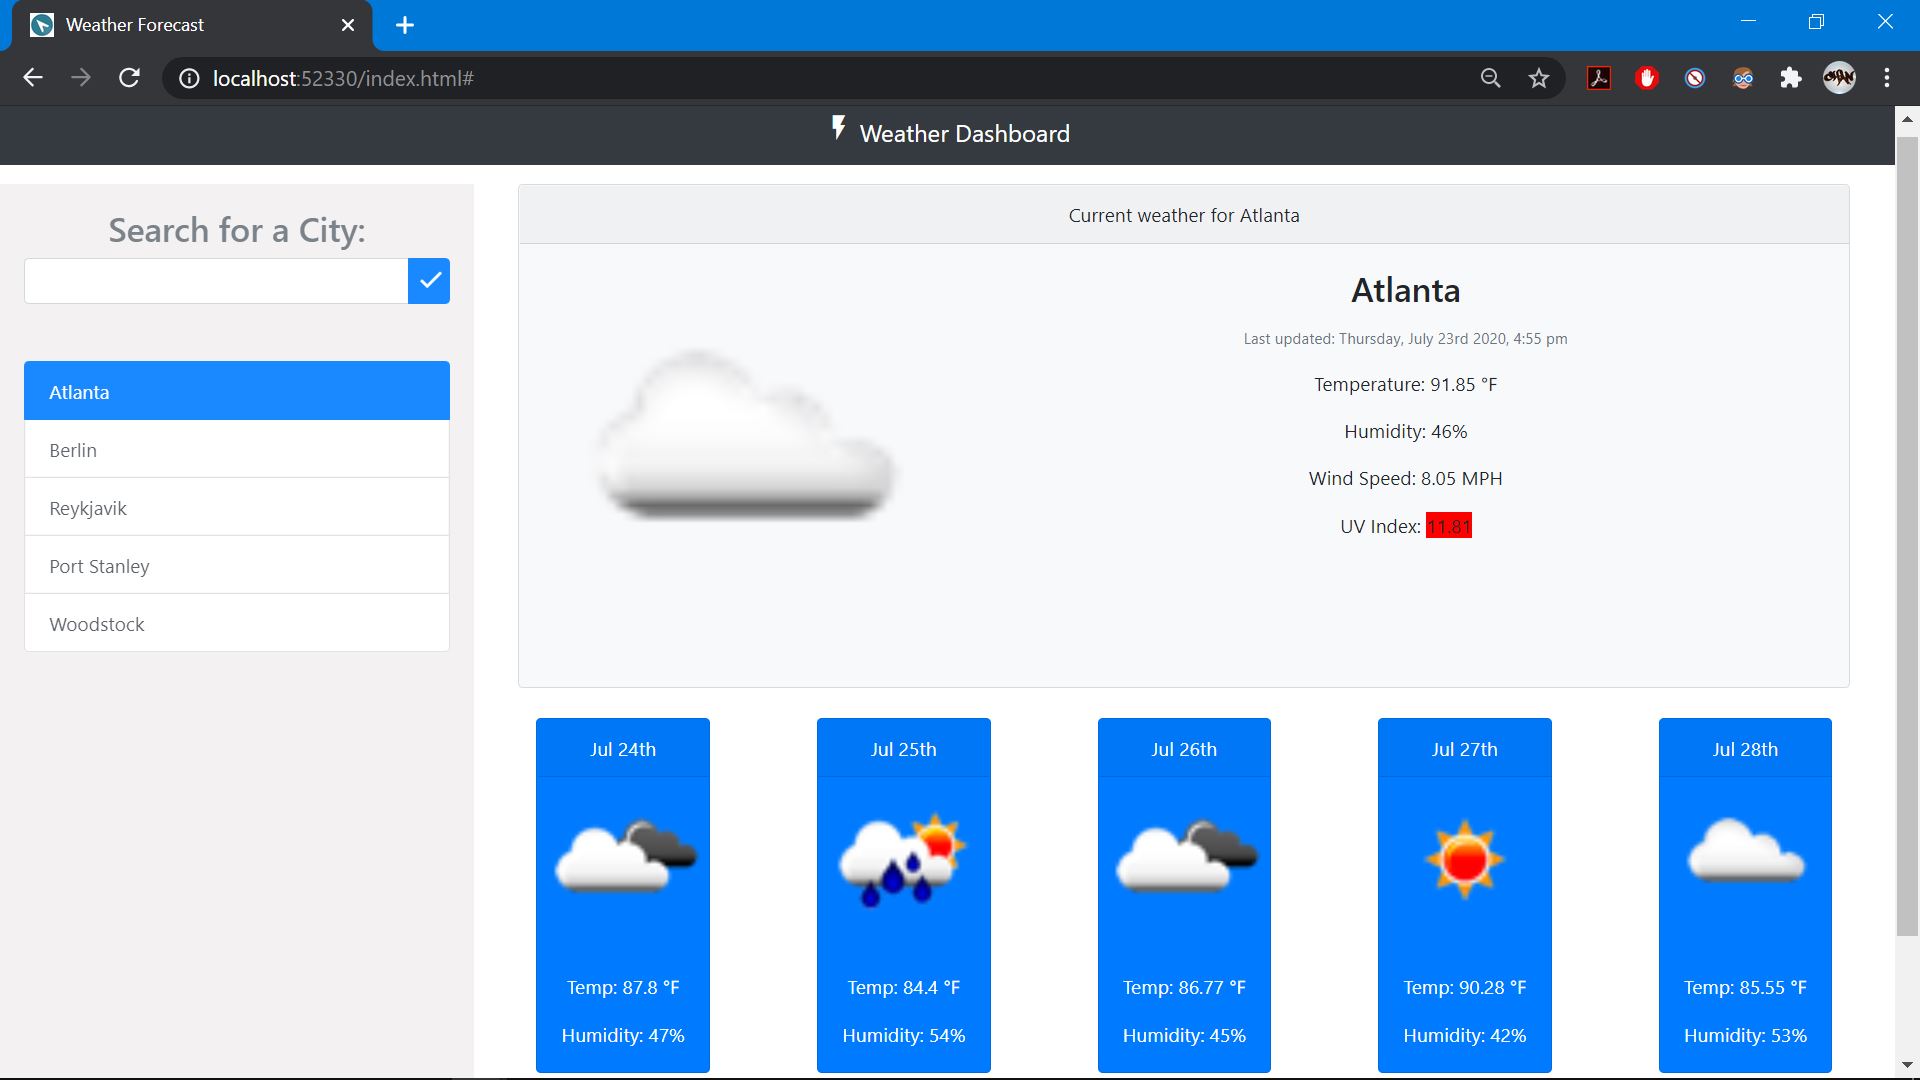 Weather Forecast
localhost:52330/index.html#
Weather Dashboard
Search for a City:
Atlanta
Berlin
Reykjavik
Port Stanley
Woodstock
Current weather for Atlanta
Atlanta
Last updated: Thursday, July 23rd 2020, 4:55 pm
Temperature: 91.85 °F
Humidity: 46%
Wind Speed: 8.05 MPH
UV Index: 11.81
Jul 24th
Temp: 87.8 °F
Humidity: 47%
Jul 25th
Temp: 84.4 °F
Humidity: 54%
Jul 26th
Temp: 86.77 °F
Humidity: 45%
Jul 27th
Temp: 90.28 °F
Humidity: 42%
Jul 28th
Temp: 85.55 °F
Humidity: 53%